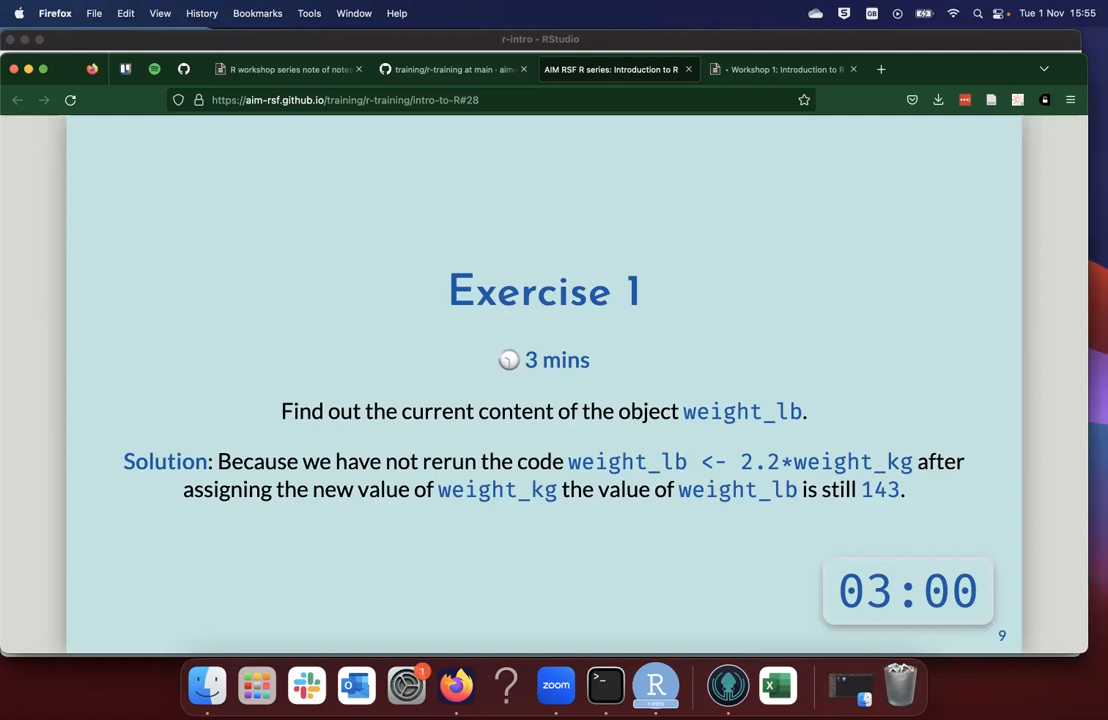 Firefox File Edit View History Bookmarks Tools Window Help GB Tue 1 Nov 15:55
r-intro - RStudio
R workshop series note of notes training/r-training at main · aim- AIM RSF R series: Introduction to R · Workshop 1: Introduction to R
https://aim-rsf.github.io/training/r-training/intro-to-R#28
Exercise 1
3 mins
Find out the current content of the object weight_lb.
Solution: Because we have not rerun the code weight_lb <- 2.2*weight_kg after
assigning the new value of weight_kg the value of weight_lb is still 143.
03:00
9
1
zoom
R
r-intro
X